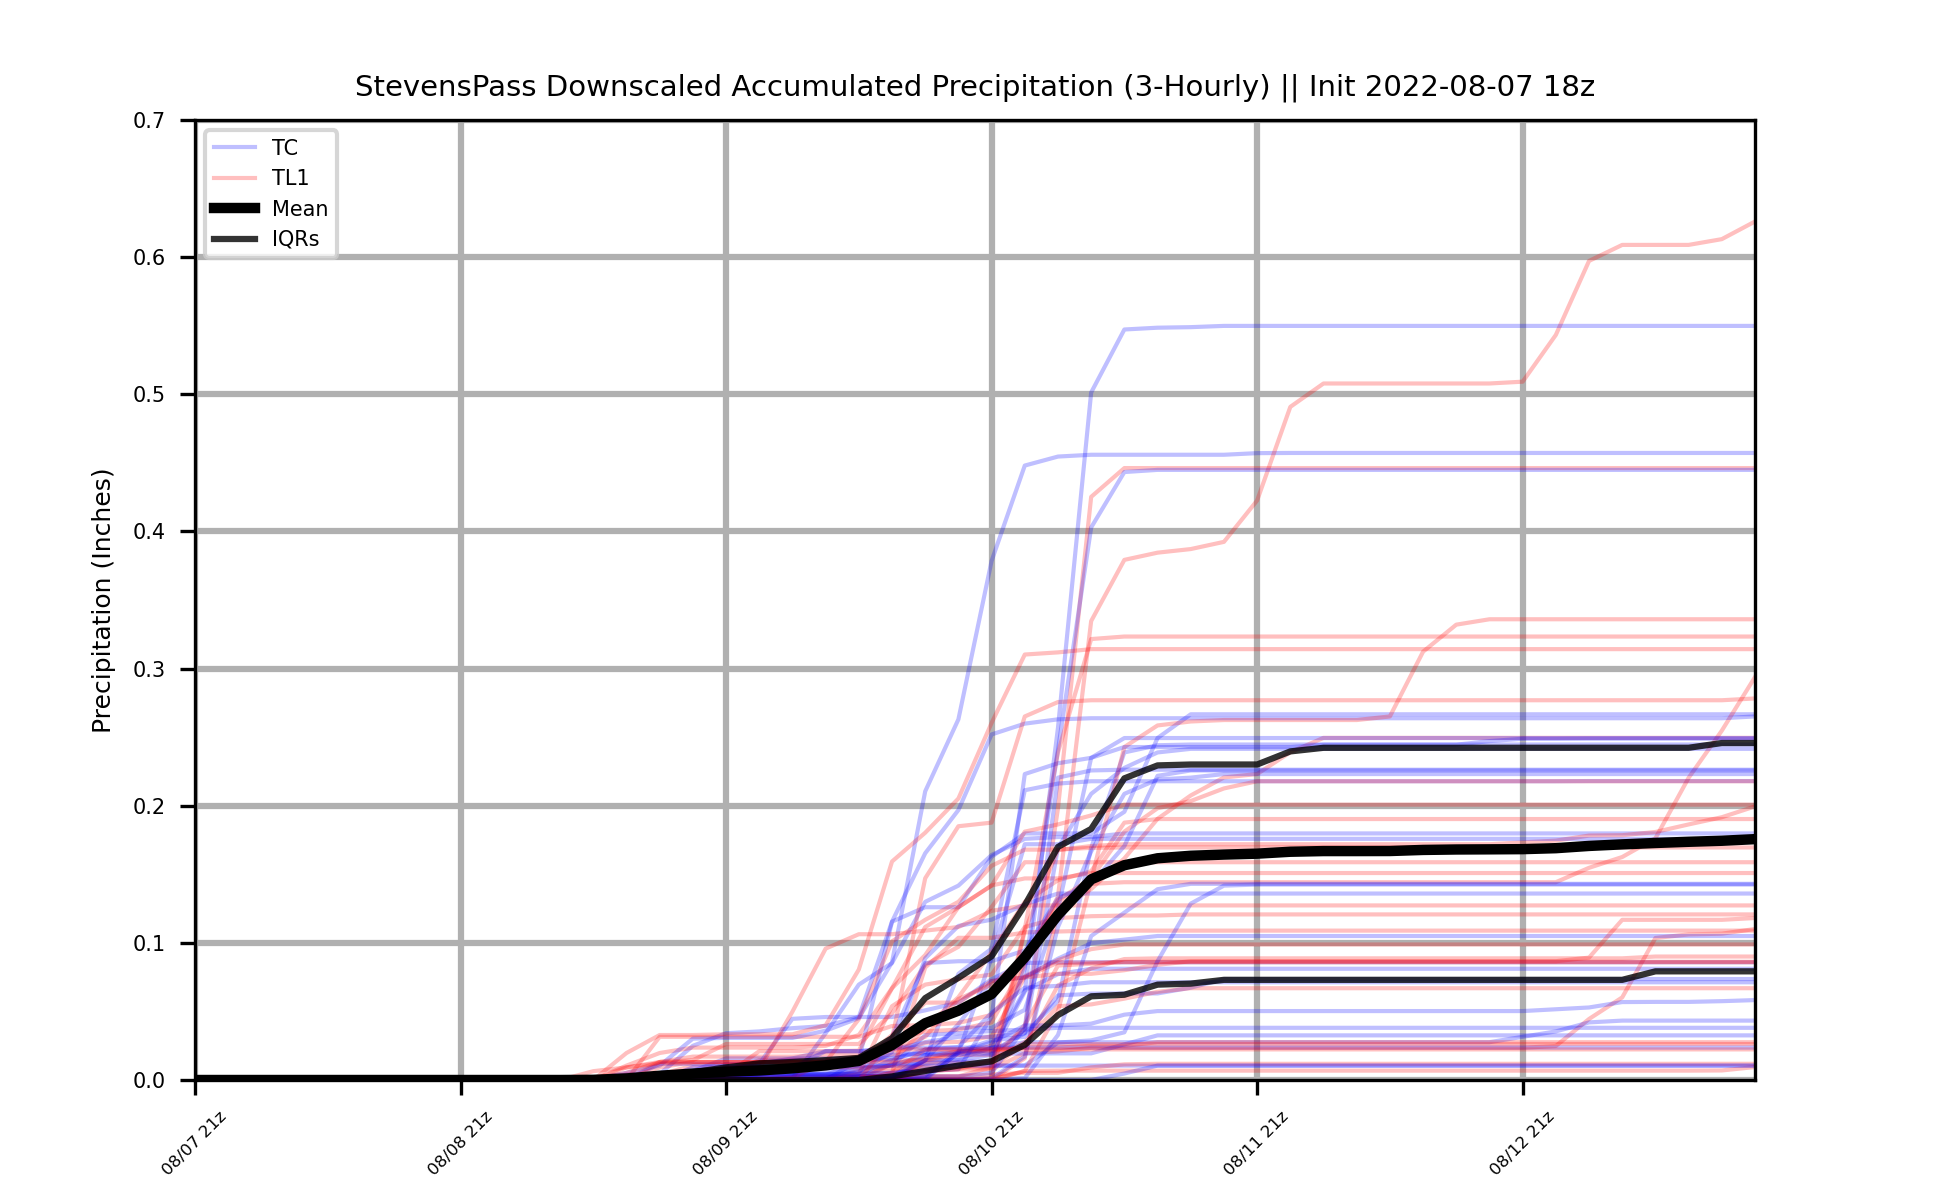 StevensPass Downscaled Accumulated Precipitation (3-Hourly) || Init 2022-08-07 18z
TC
TL1
Mean
IQRs
Precipitation (Inches)
0.7
0.6
0.5
0.4
0.3
0.2
0.1
0.0
08/07 21z
08/08 21z
08/09 21z
08/10 21z
08/11 21z
08/12 21z